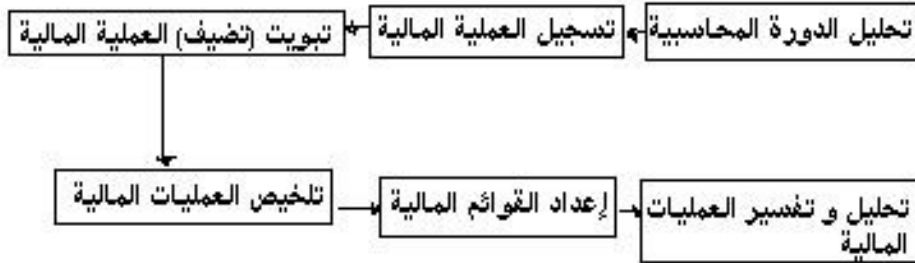 تحليل الدورة المحاسبية
تسجيل العملية المالية
تبويت (تضيف) العملية المالية
تلخيص العمليات المالية
إعداد القوائم المالية
تحليل و تفسير العمليات
المالية